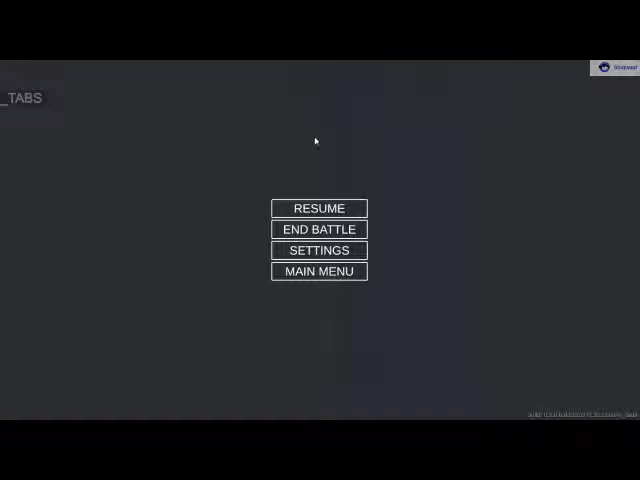 _TABS
RESUME
END BATTLE
SETTINGS
MAIN MENU